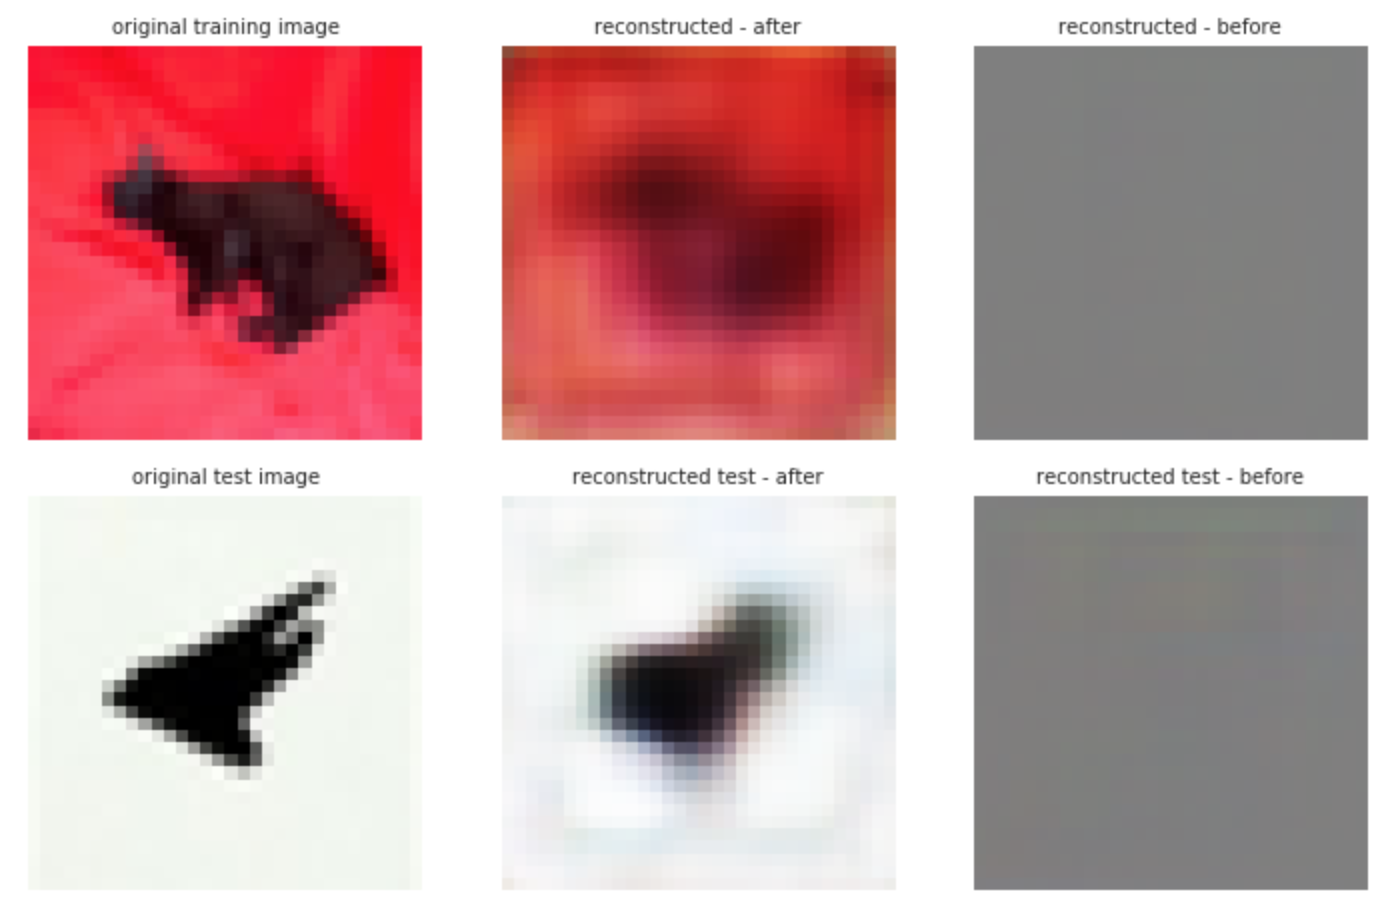 original training image
reconstructed - after
reconstructed - before
original test image
reconstructed test - after
reconstructed test - before